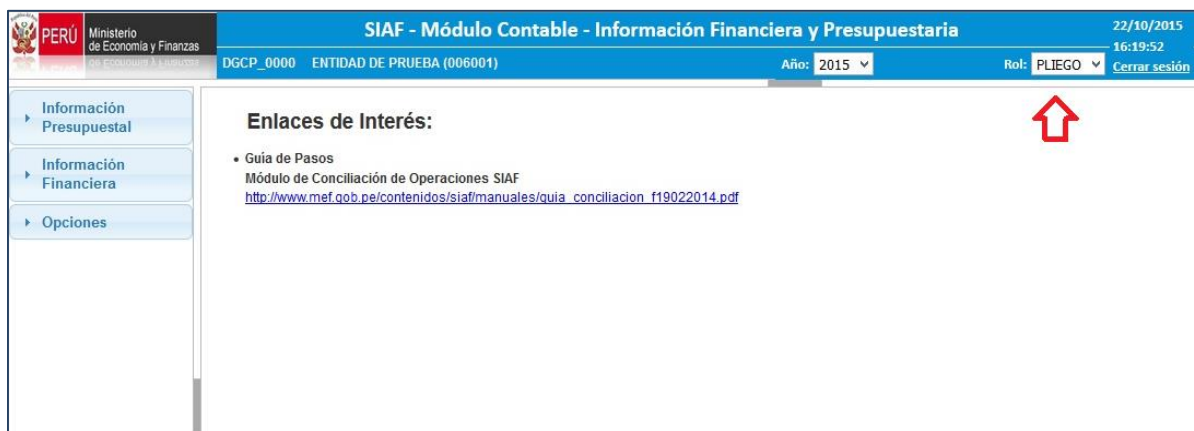 PERÚ
Ministerio
de Economía y Finanzas
SIAF - Módulo Contable - Información Financiera y Presupuestaria
22/10/2015
16:19:52
DGCP_0000 ENTIDAD DE PRUEBA (006001)
Año: 2015
Rol: PLIEGO
Cerrar sesión
Información
Presupuestal
Información
Financiera
Opciones
Enlaces de Interés:
• Guía de Pasos
Módulo de Conciliación de Operaciones SIAF
http://www.mef.gob.pe/contenidos/siaf/manuales/guia_conciliacion_f19022014.pdf